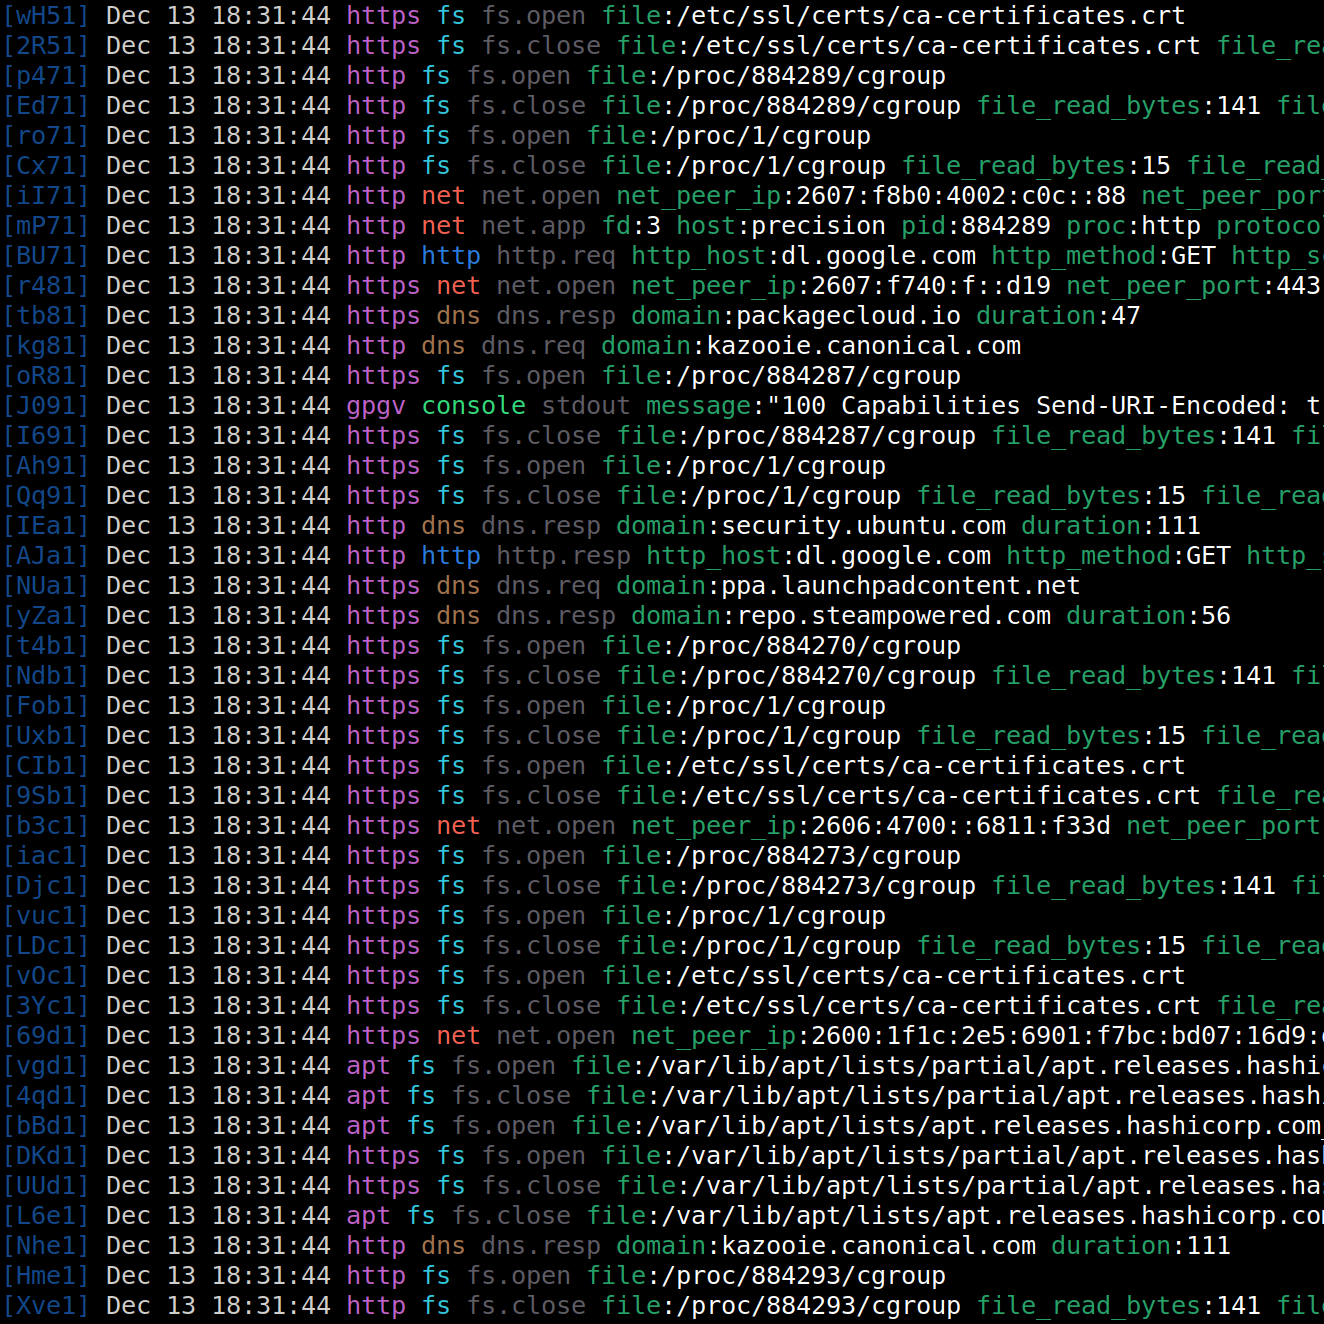 [wH51] Dec 13 18:31:44 https fs fs.open file:/etc/ssl/certs/ca-certificates.crt
[2R51] Dec 13 18:31:44 https fs fs.close file:/etc/ssl/certs/ca-certificates.crt file_rea
[p471] Dec 13 18:31:44 http fs fs.open file:/proc/884289/cgroup
[Ed71] Dec 13 18:31:44 http fs fs.close file:/proc/884289/cgroup file_read_bytes:141 file
[ro71] Dec 13 18:31:44 http fs fs.open file:/proc/1/cgroup
[Cx71] Dec 13 18:31:44 http fs fs.close file:/proc/1/cgroup file_read_bytes:15 file_read_
[iI71] Dec 13 18:31:44 http net net.open net_peer_ip:2607:f8b0:4002:c0c::88 net_peer_port
[mP71] Dec 13 18:31:44 http net net.app fd:3 host:precision pid:884289 proc:http protoco
[BU71] Dec 13 18:31:44 http http http.req http_host:dl.google.com http_method:GET http_s
[r481] Dec 13 18:31:44 https net net.open net_peer_ip:2607:f740:f::d19 net_peer_port:443
[tb81] Dec 13 18:31:44 https dns dns.resp domain:packagecloud.io duration:47
[kg81] Dec 13 18:31:44 http dns dns.req domain:kazooie.canonical.com
[oR81] Dec 13 18:31:44 https fs fs.open file:/proc/884287/cgroup
[J091] Dec 13 18:31:44 gpgv console stdout message:"100 Capabilities Send-URI-Encoded: t
[I691] Dec 13 18:31:44 https fs fs.close file:/proc/884287/cgroup file_read_bytes:141 fi
[Ah91] Dec 13 18:31:44 https fs fs.open file:/proc/1/cgroup
[Qq91] Dec 13 18:31:44 https fs fs.close file:/proc/1/cgroup file_read_bytes:15 file_rea
[IEa1] Dec 13 18:31:44 http dns dns.resp domain:security.ubuntu.com duration:111
[AJa1] Dec 13 18:31:44 http http http.resp http_host:dl.google.com http_method:GET http_
[NUa1] Dec 13 18:31:44 https dns dns.req domain:ppa.launchpadcontent.net
[yZa1] Dec 13 18:31:44 https dns dns.resp domain:repo.steampowered.com duration:56
[t4b1] Dec 13 18:31:44 https fs fs.open file:/proc/884270/cgroup
[Ndb1] Dec 13 18:31:44 https fs fs.close file:/proc/884270/cgroup file_read_bytes:141 fi
[Fob1] Dec 13 18:31:44 https fs fs.open file:/proc/1/cgroup
[Uxb1] Dec 13 18:31:44 https fs fs.close file:/proc/1/cgroup file_read_bytes:15 file_rea
[CIb1] Dec 13 18:31:44 https fs fs.open file:/etc/ssl/certs/ca-certificates.crt
[9Sb1] Dec 13 18:31:44 https fs fs.close file:/etc/ssl/certs/ca-certificates.crt file_re
[b3c1] Dec 13 18:31:44 https net net.open net_peer_ip:2606:4700::6811:f33d net_peer_port
[iac1] Dec 13 18:31:44 https fs fs.open file:/proc/884273/cgroup
[Djc1] Dec 13 18:31:44 https fs fs.close file:/proc/884273/cgroup file_read_bytes:141 fi
[vuc1] Dec 13 18:31:44 https fs fs.open file:/proc/1/cgroup
[LDc1] Dec 13 18:31:44 https fs fs.close file:/proc/1/cgroup file_read_bytes:15 file_rea
[vOc1] Dec 13 18:31:44 https fs fs.open file:/etc/ssl/certs/ca-certificates.crt
[3Yc1] Dec 13 18:31:44 https fs fs.close file:/etc/ssl/certs/ca-certificates.crt file_re
[69d1] Dec 13 18:31:44 https net net.open net_peer_ip:2600:1f1c:2e5:6901:f7bc:bd07:16d9:
[vgd1] Dec 13 18:31:44 apt fs fs.open file:/var/lib/apt/lists/partial/apt.releases.hashic
[4qd1] Dec 13 18:31:44 apt fs fs.close file:/var/lib/apt/lists/partial/apt.releases.hashi
[bBd1] Dec 13 18:31:44 apt fs fs.open file:/var/lib/apt/lists/apt.releases.hashicorp.com_
[DKd1] Dec 13 18:31:44 https fs fs.open file:/var/lib/apt/lists/partial/apt.releases.has
[UUd1] Dec 13 18:31:44 https fs fs.close file:/var/lib/apt/lists/partial/apt.releases.ha
[L6e1] Dec 13 18:31:44 apt fs fs.close file:/var/lib/apt/lists/apt.releases.hashicorp.com
[Nhe1] Dec 13 18:31:44 http dns dns.resp domain:kazooie.canonical.com duration:111
[Hme1] Dec 13 18:31:44 http fs fs.open file:/proc/884293/cgroup
[Xve1] Dec 13 18:31:44 http fs fs.close file:/proc/884293/cgroup file_read_bytes:141 file